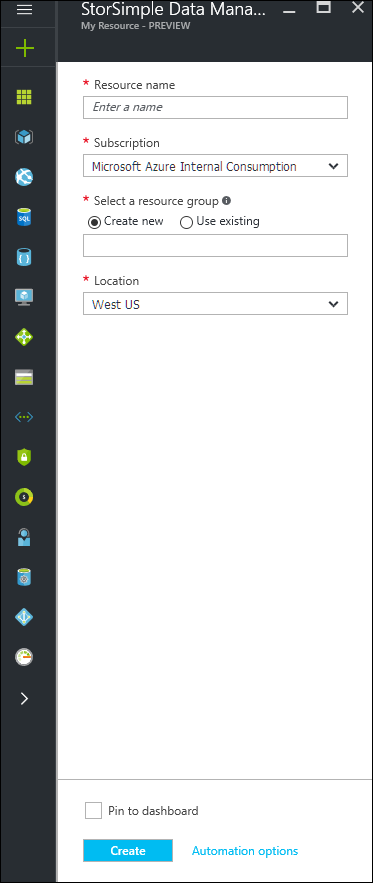 StorSimple Data Mana...
My Resource - PREVIEW
* Resource name
Enter a name
* Subscription
Microsoft Azure Internal Consumption
* Select a resource group
Create new Use existing
* Location
West US
SQL
Pin to dashboard
Create Automation options